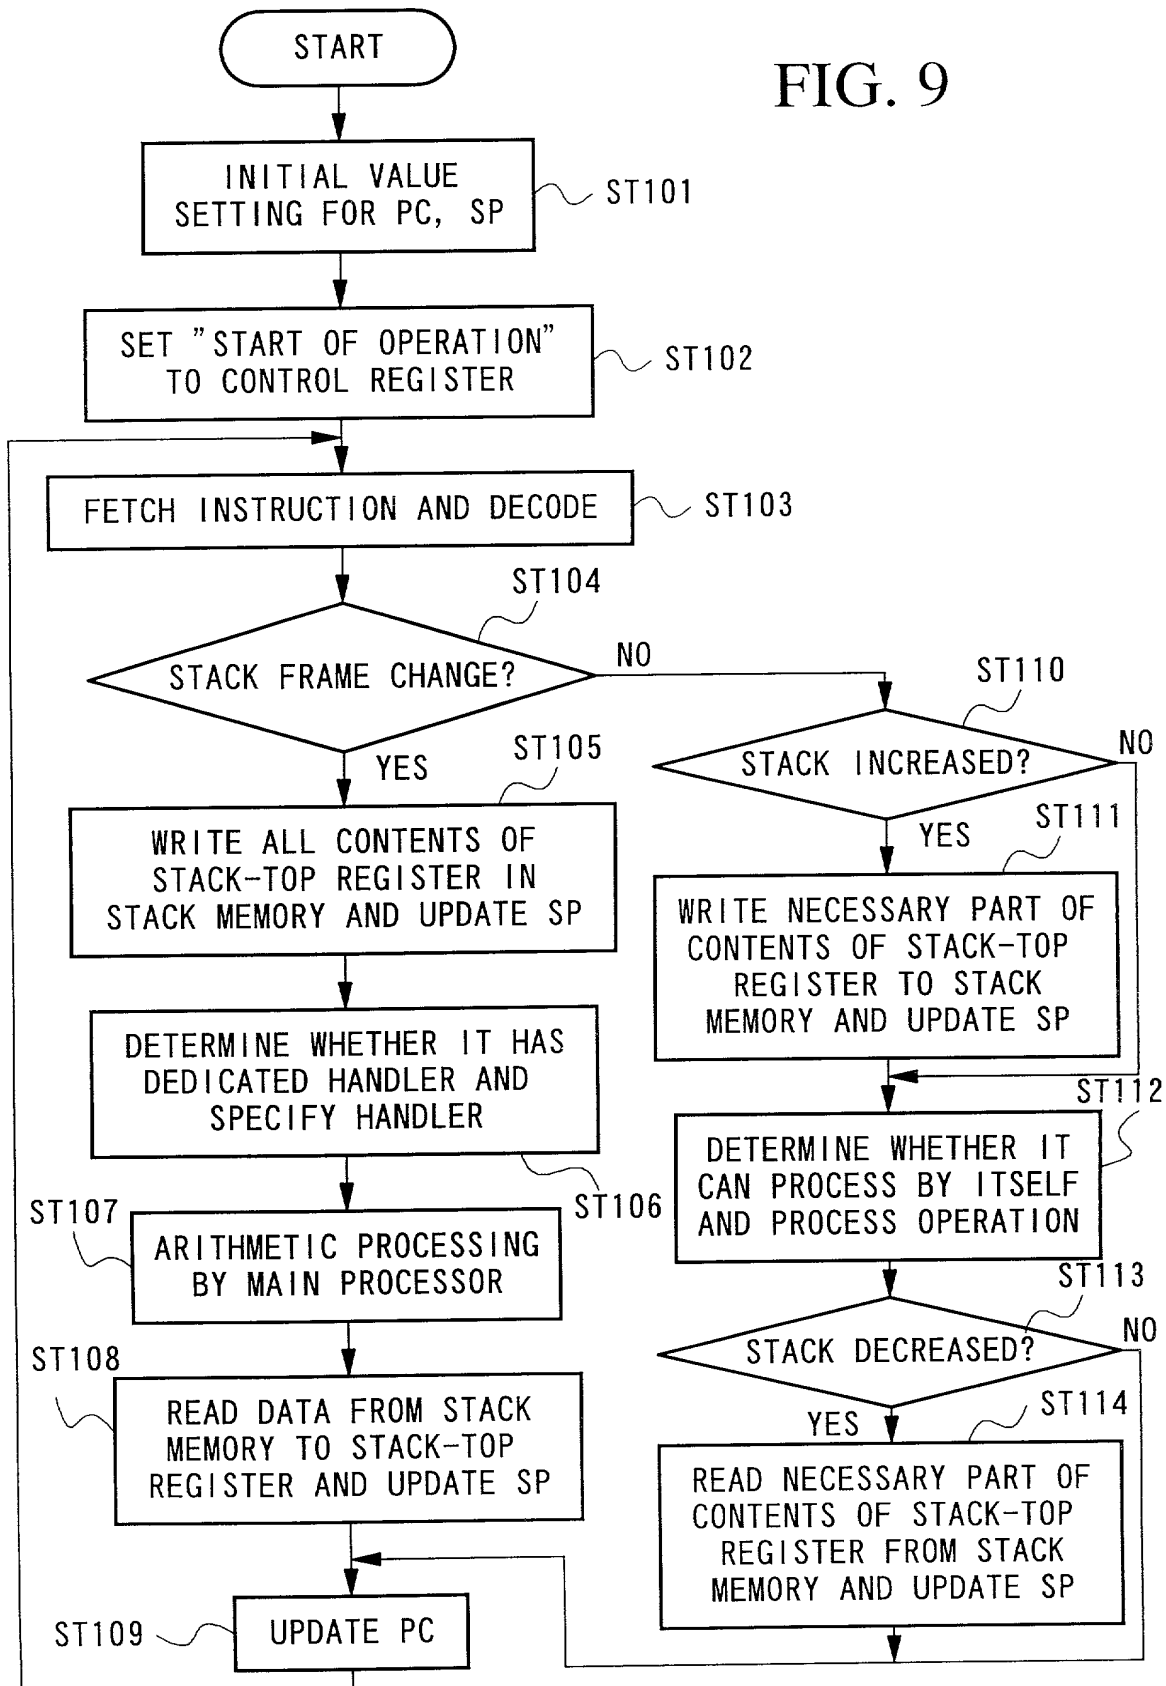 START
FIG. 9
INITIAL VALUE
SETTING FOR PC, SP
ST101
SET "START OF OPERATION"
TO CONTROL REGISTER
ST102
FETCH INSTRUCTION AND DECODE
ST103
ST104
STACK FRAME CHANGE?
NO
YES
ST105
WRITE ALL CONTENTS OF
STACK-TOP REGISTER IN
STACK MEMORY AND UPDATE SP
DETERMINE WHETHER IT HAS
DEDICATED HANDLER AND
SPECIFY HANDLER
ST106
ST107
ARITHMETIC PROCESSING
BY MAIN PROCESSOR
ST108
READ DATA FROM STACK
MEMORY TO STACK-TOP
REGISTER AND UPDATE SP
ST109
UPDATE PC
ST110
STACK INCREASED?
NO
YES
ST111
WRITE NECESSARY PART OF
CONTENTS OF STACK-TOP
REGISTER TO STACK
MEMORY AND UPDATE SP
ST112
DETERMINE WHETHER IT
CAN PROCESS BY ITSELF
AND PROCESS OPERATION
ST113
STACK DECREASED?
NO
YES
ST114
READ NECESSARY PART OF
CONTENTS OF STACK-TOP
REGISTER FROM STACK
MEMORY AND UPDATE SP